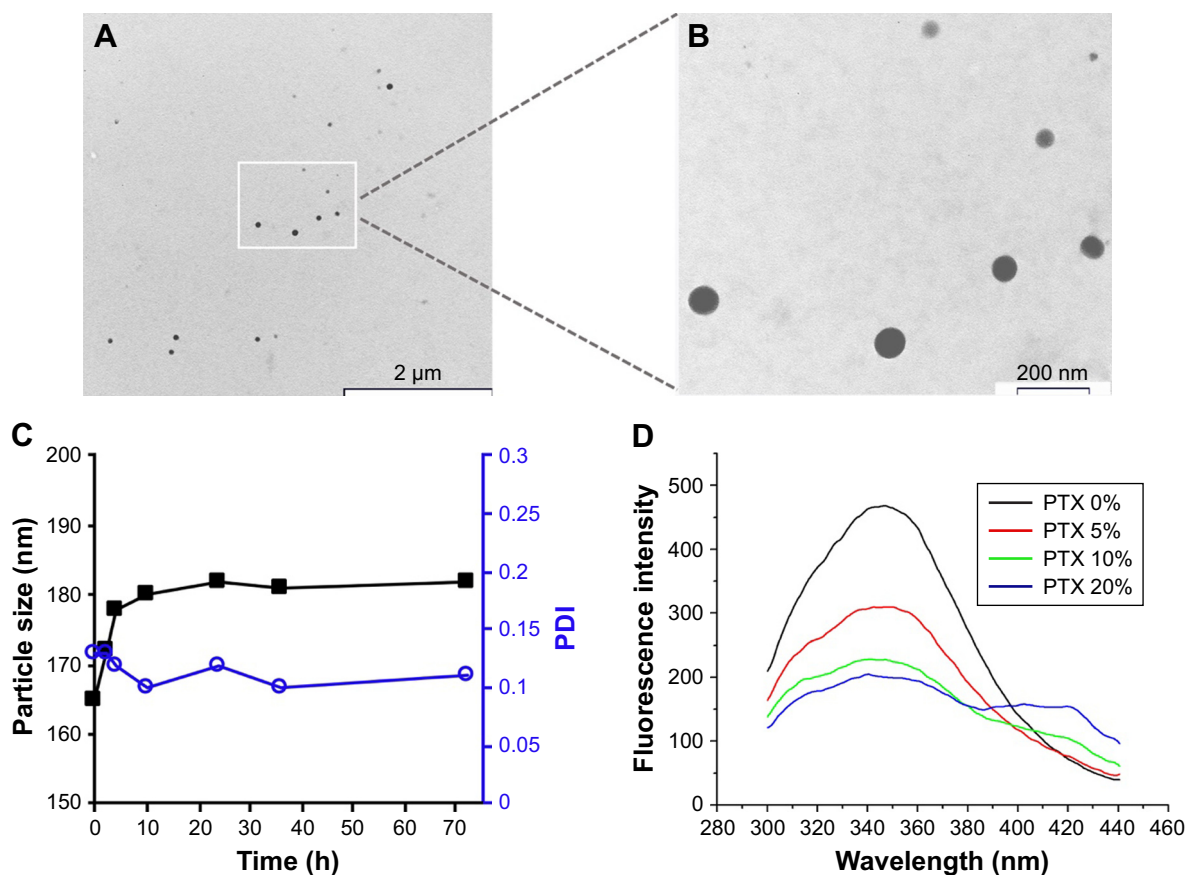 A
2 µm
B
200 nm
C
Particle size (nm)
200
190
180
170
160
150
0 10 20 30 40 50 60 70
Time (h)
0.3
0.25
0.2
0.15
0.1
0.05
0
PDI
D
Fluorescence intensity
500
400
300
200
100
0
280 300 320 340 360 380 400 420 440 460
Wavelength (nm)
PTX 0%
PTX 5%
PTX 10%
PTX 20%